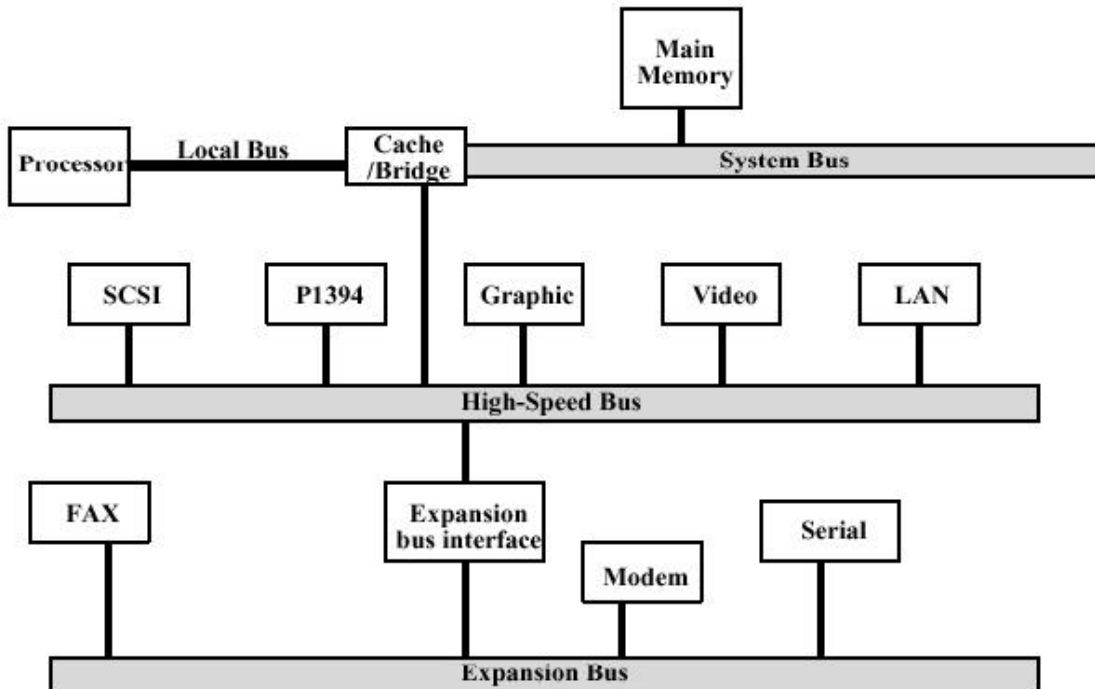 Main
Memory
Processor
Local Bus
Cache
/Bridge
System Bus
SCSI
P1394
Graphic
Video
LAN
High-Speed Bus
FAX
Expansion
bus interface
Modem
Serial
Expansion Bus